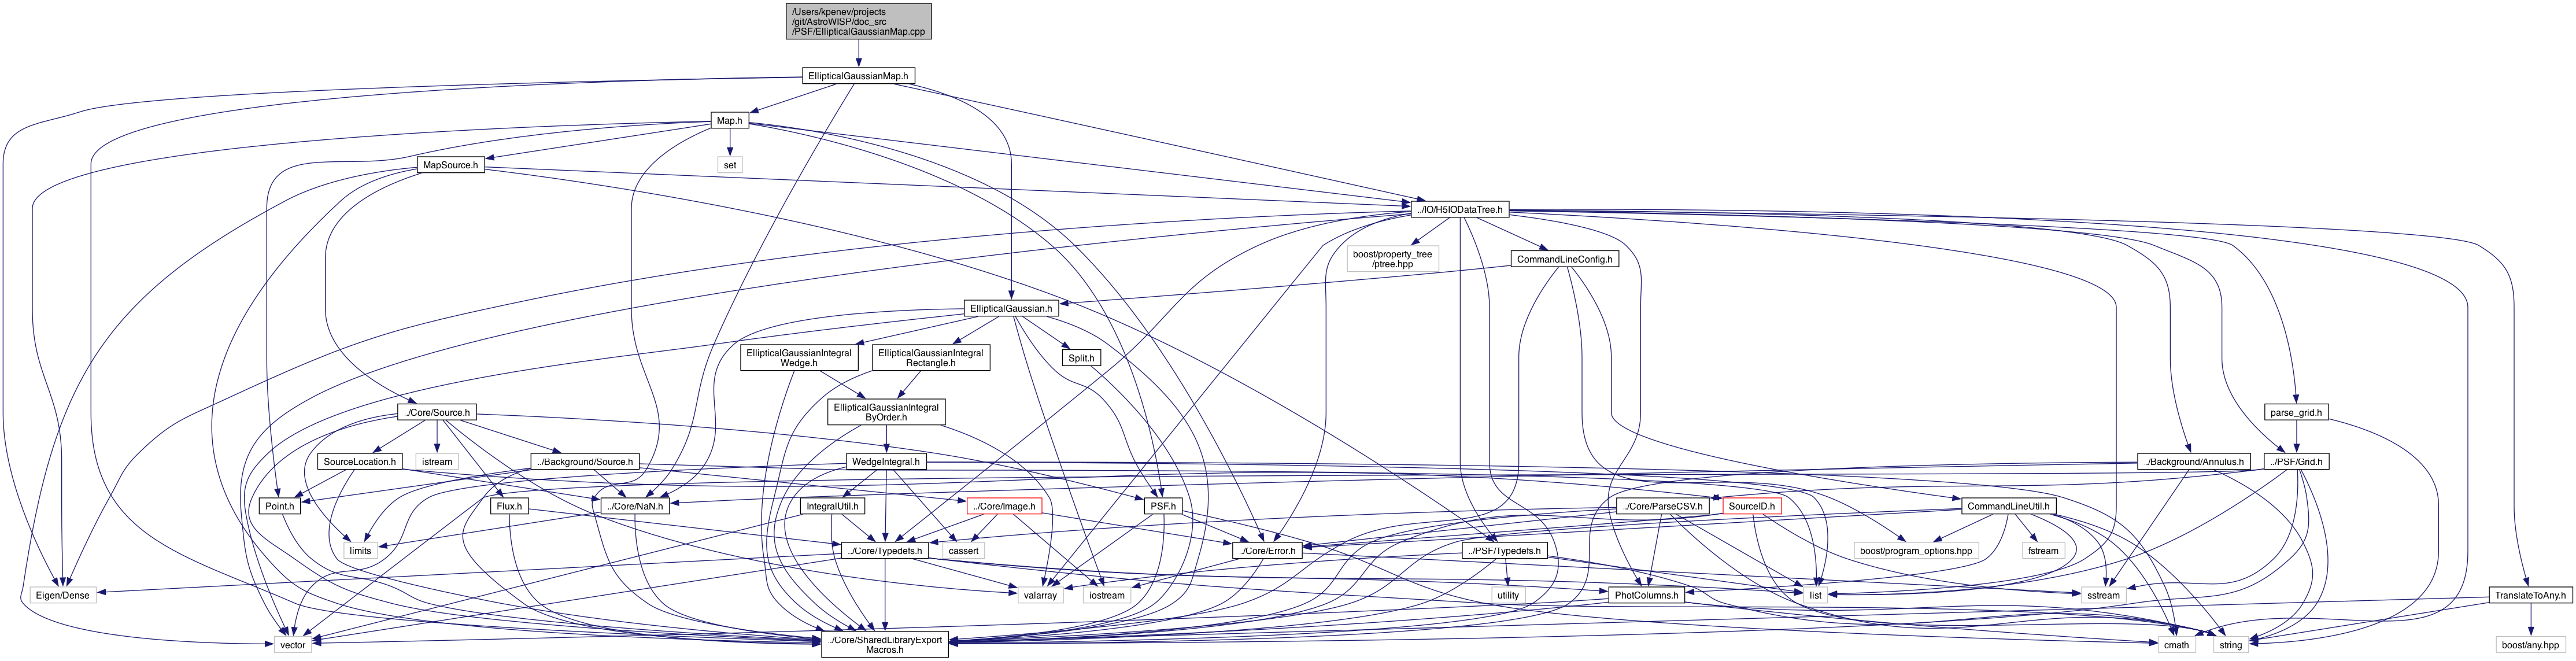 /Users/kpenev/projects
/git/AstroWISP/doc_src
/PSF/EllipticalGaussianMap.cpp
EllipticalGaussianMap.h
Map.h
MapSource.h
set
../IO/H5IODataTree.h
boost/property_tree
/ptree.hpp
CommandLineConfig.h
EllipticalGaussian.h
EllipticalGaussianIntegral
Wedge.h
EllipticalGaussianIntegral
Rectangle.h
Split.h
../Core/Source.h
EllipticalGaussianIntegral
ByOrder.h
parse_grid.h
SourceLocation.h
istream
../Background/Source.h
WedgeIntegral.h
../Background/Annulus.h
../PSF/Grid.h
Point.h
Flux.h
../Core/NaN.h
IntegralUtil.h
../Core/Image.h
PSF.h
../Core/ParseCSV.h
SourceID.h
CommandLineUtil.h
limits
../Core/Typedefs.h
cassert
../Core/Error.h
../PSF/Typedefs.h
boost/program_options.hpp
fstream
Eigen/Dense
valarray
iostream
utility
PhotColumns.h
list
sstream
TranslateToAny.h
vector
../Core/SharedLibraryExport
Macros.h
cmath
string
boost/any.hpp